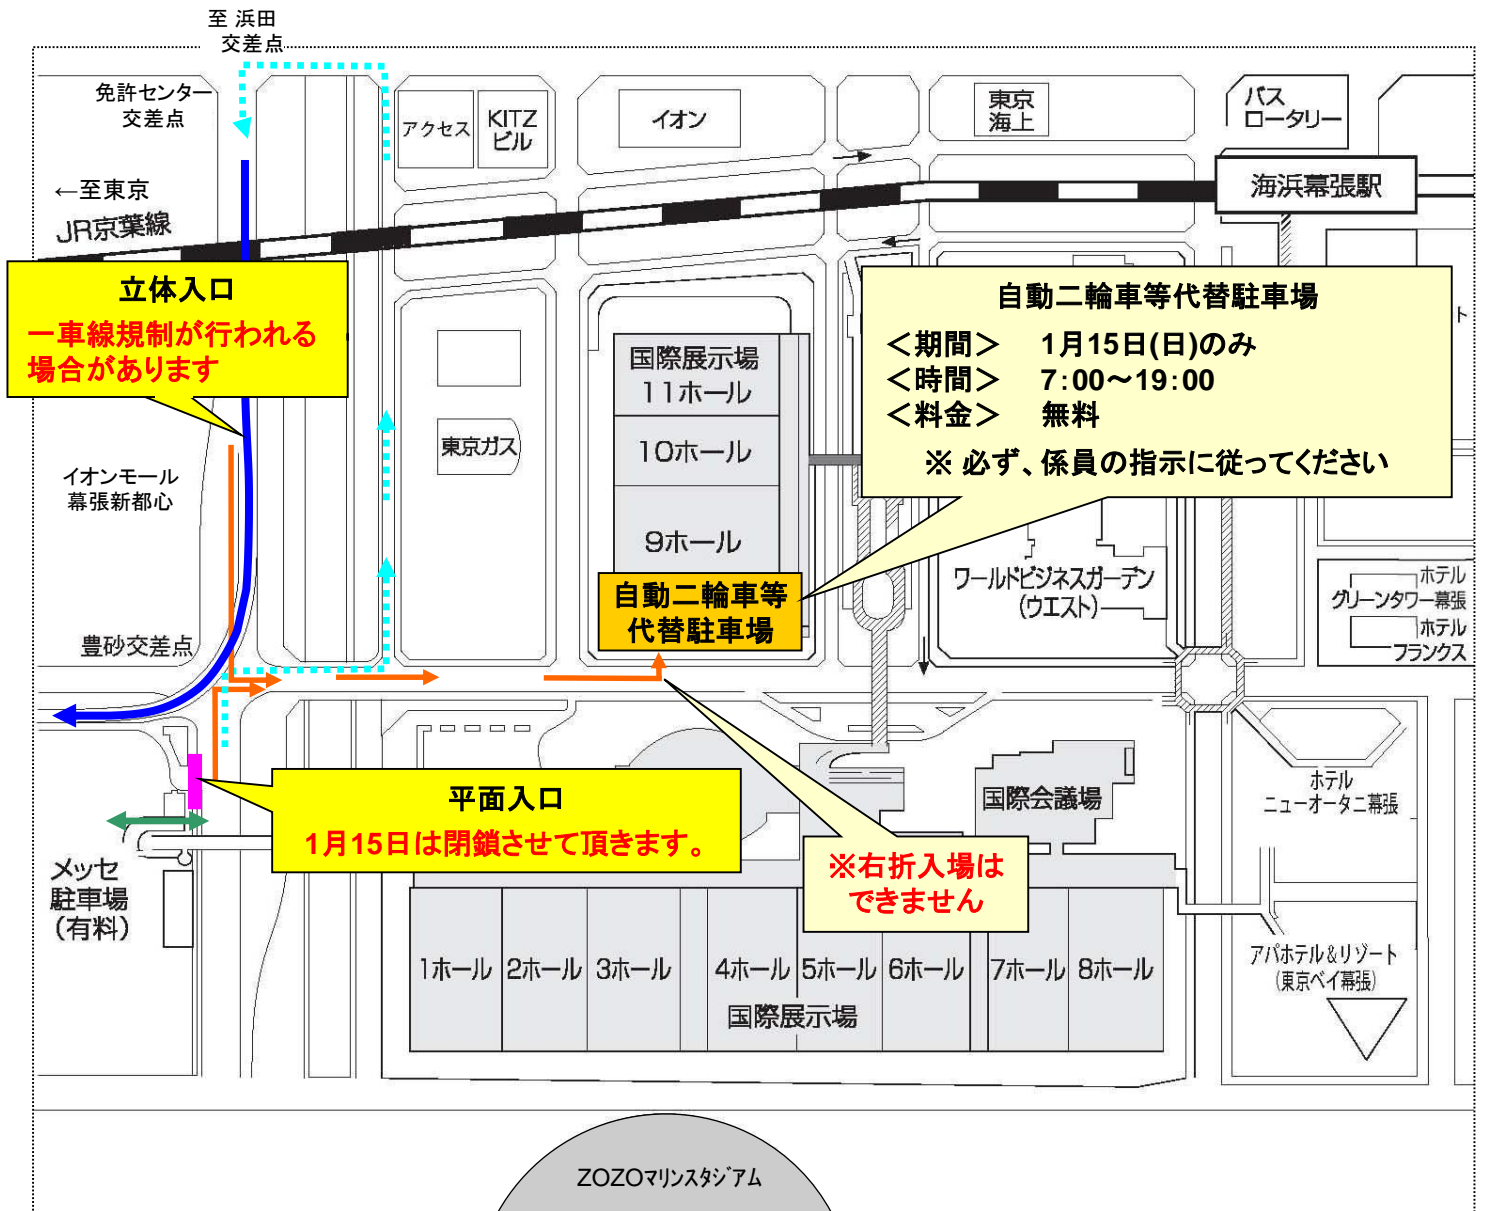 至 浜田
交差点
免許センター
交差点
アクセス
KITZ
ビル
イオン
東京
海上
バス
ロータリー
←至東京
JR京葉線
海浜幕張駅
立体入口
一車線規制が行われる
場合があります
自動二輪車等代替駐車場
＜期間＞ 1月15日(日)のみ
＜時間＞ 7:00～19:00
＜料金＞ 無料
※ 必ず、係員の指示に従ってください
ト
国際展示場
11ホール
10ホール
9ホール
東京ガス
イオンモール
幕張新都心
自動二輪車等
代替駐車場
ワールドビジネスガーデン
(ウエスト)
ホテル
グリーンタワー幕張
ホテル
フランクス
豊砂交差点
平面入口
1月15日は閉鎖させて頂きます。
国際会議場
ホテル
ニューオータニ幕張
※右折入場は
できません
メッセ
駐車場
(有料)
1ホール
2ホール
3ホール
4ホール
5ホール
6ホール
7ホール
8ホール
国際展示場
アパホテル&リゾート
(東京ベイ幕張)
ZOZOマリンスタジアム